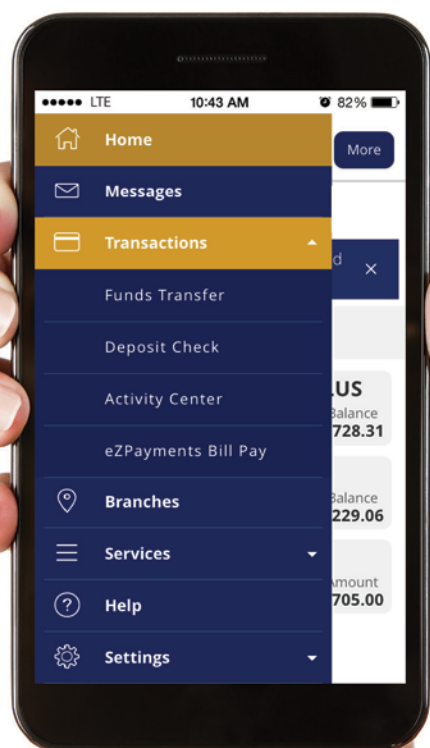 LTE 10:43 AM 82%
Home
More
Messages
Transactions
d
Funds Transfer
Deposit Check
.US
Activity Center
Balance
728.31
eZPayments Bill Pay
Branches
Balance
229.06
Services
Amount
705.00
Help
Settings